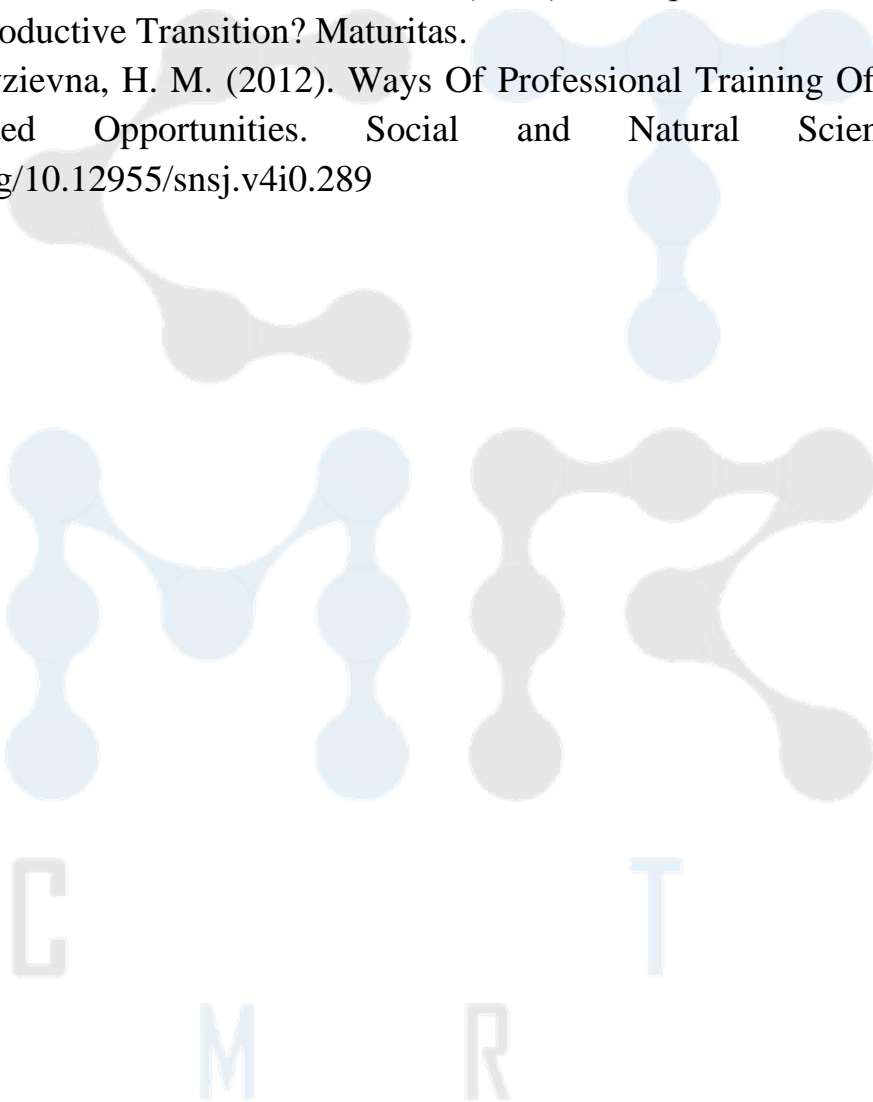 oductive Transition? Maturitas.
zievna, H. M. (2012). Ways Of Professional Training Of
ted Opportunities. Social and Natural Scien
g/10.12955/snsj.v4i0.289
C T
M R